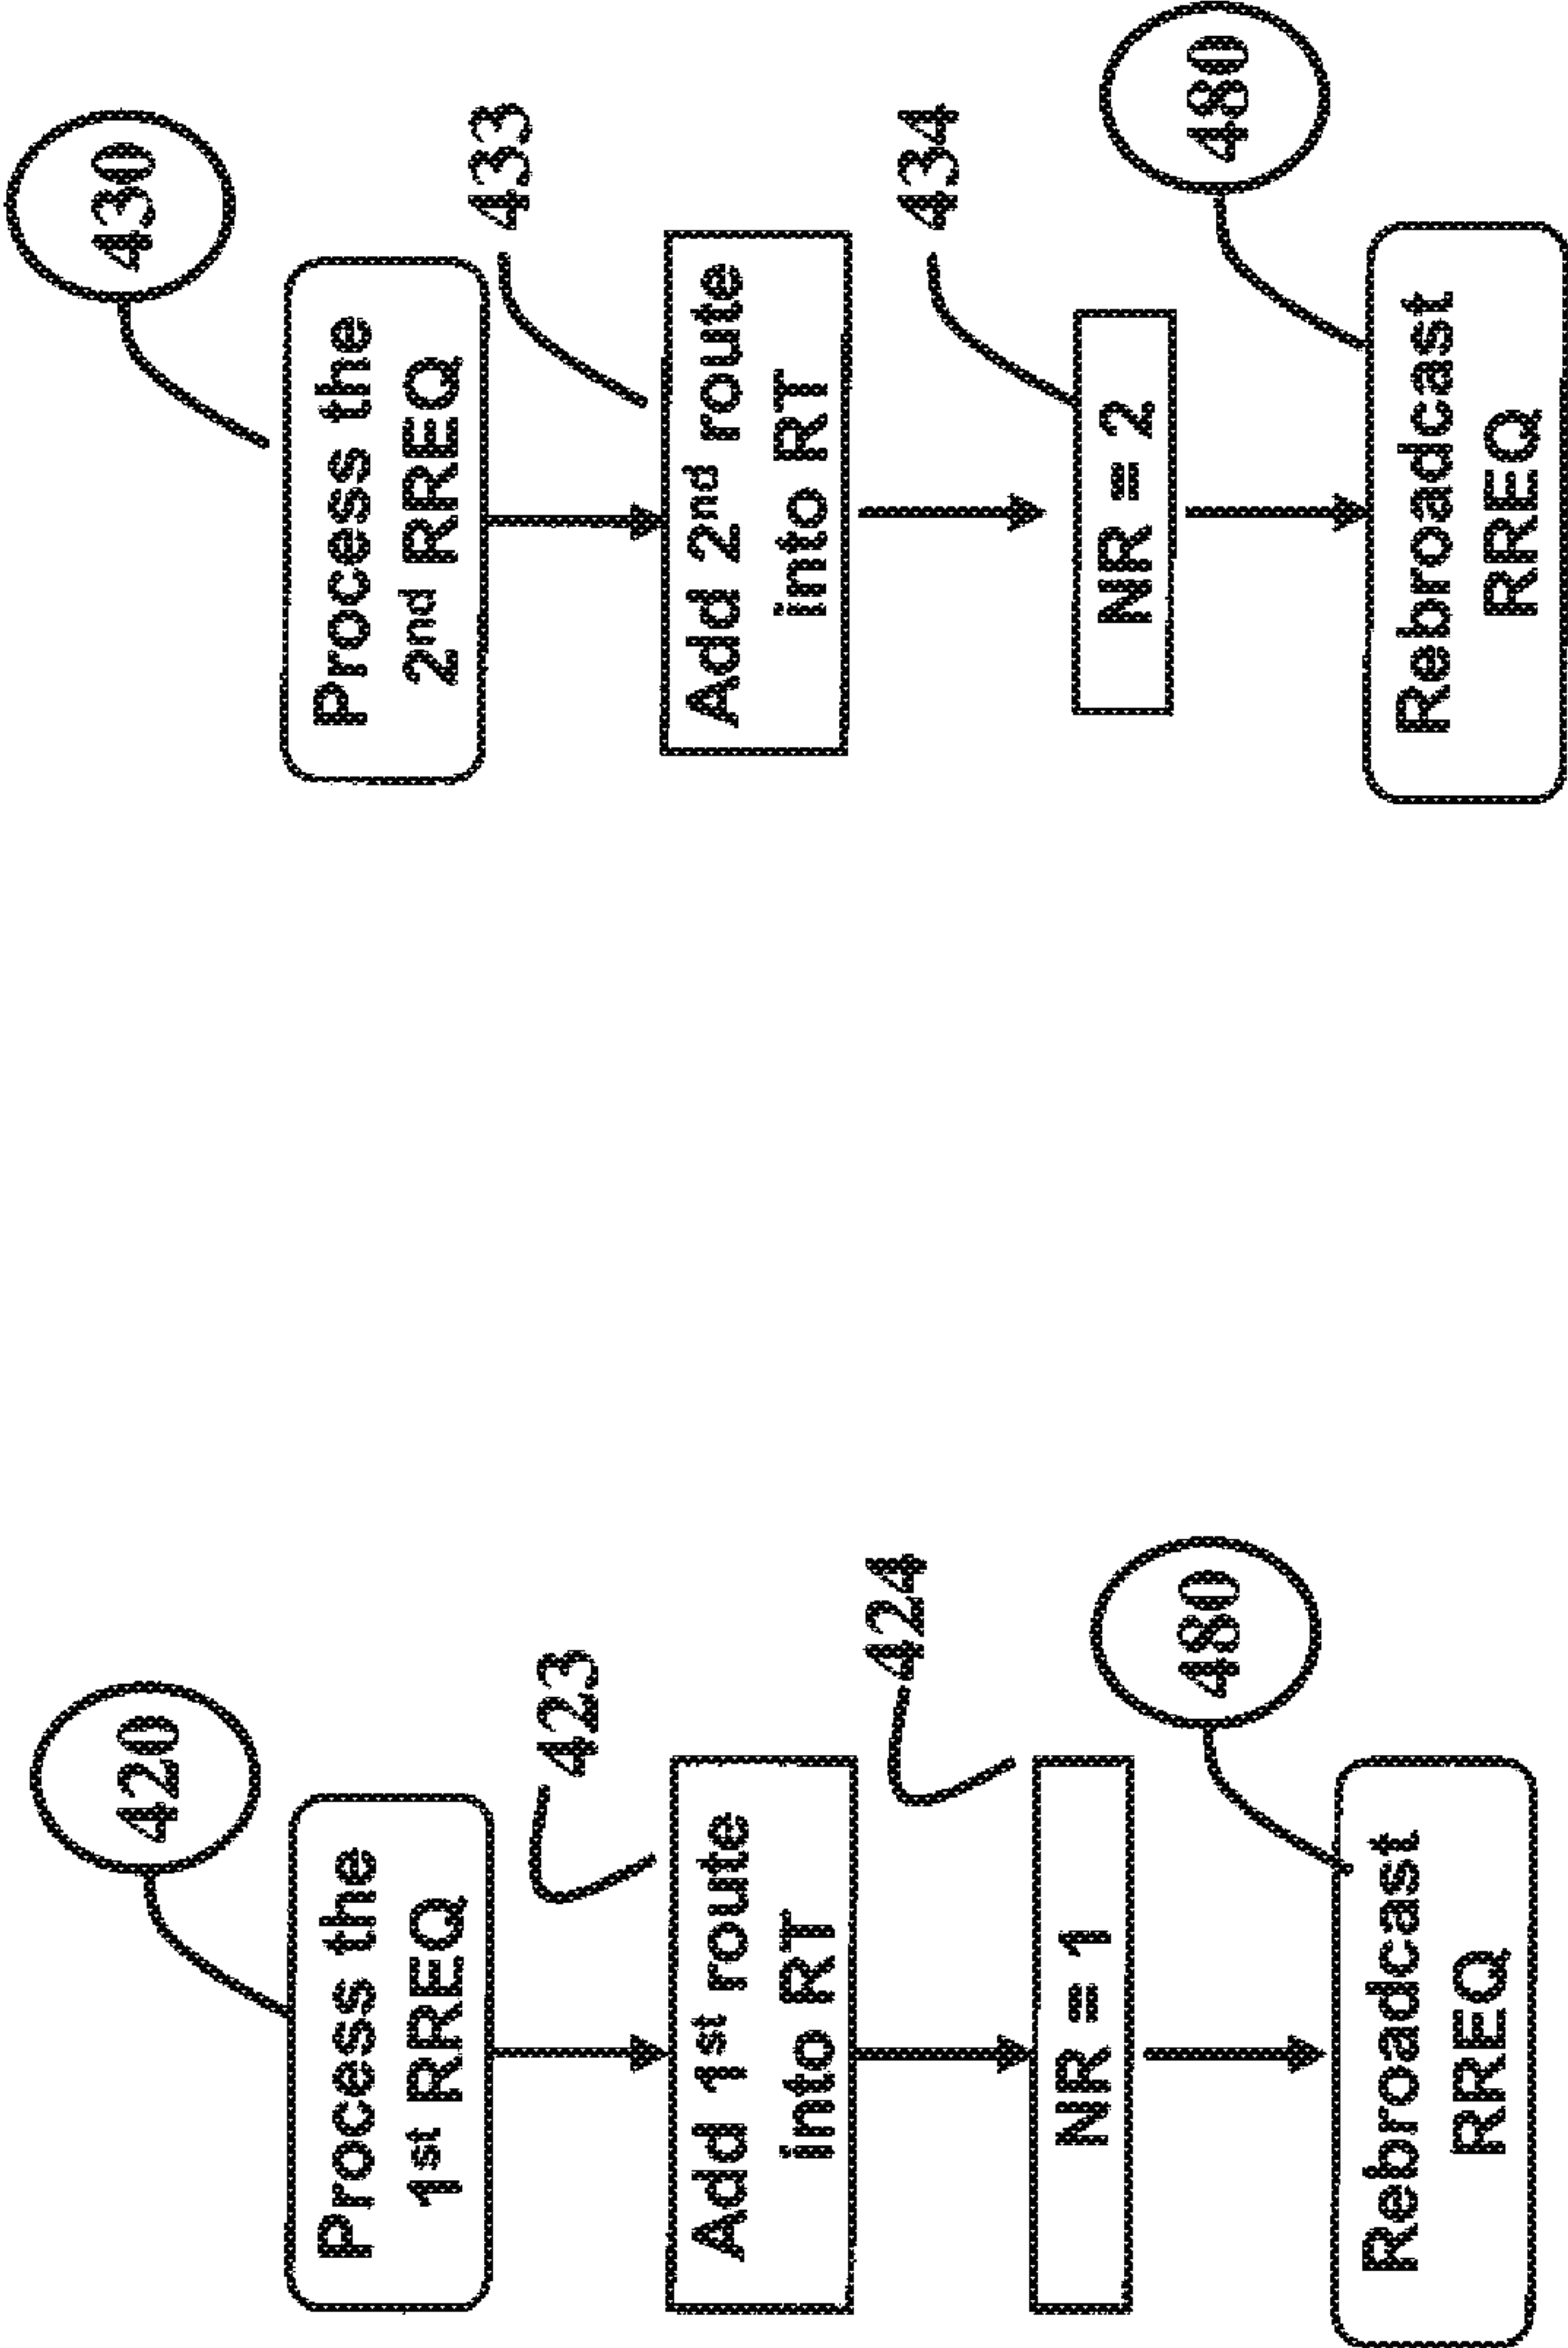 420
Process the
1st RREQ
423
Add 1st route
into RT
424
NR = 1
480
Rebroadcast
RREQ
430
Process the
2nd RREQ
433
Add 2nd route
into RT
434
NR = 2
480
Rebroadcast
RREQ